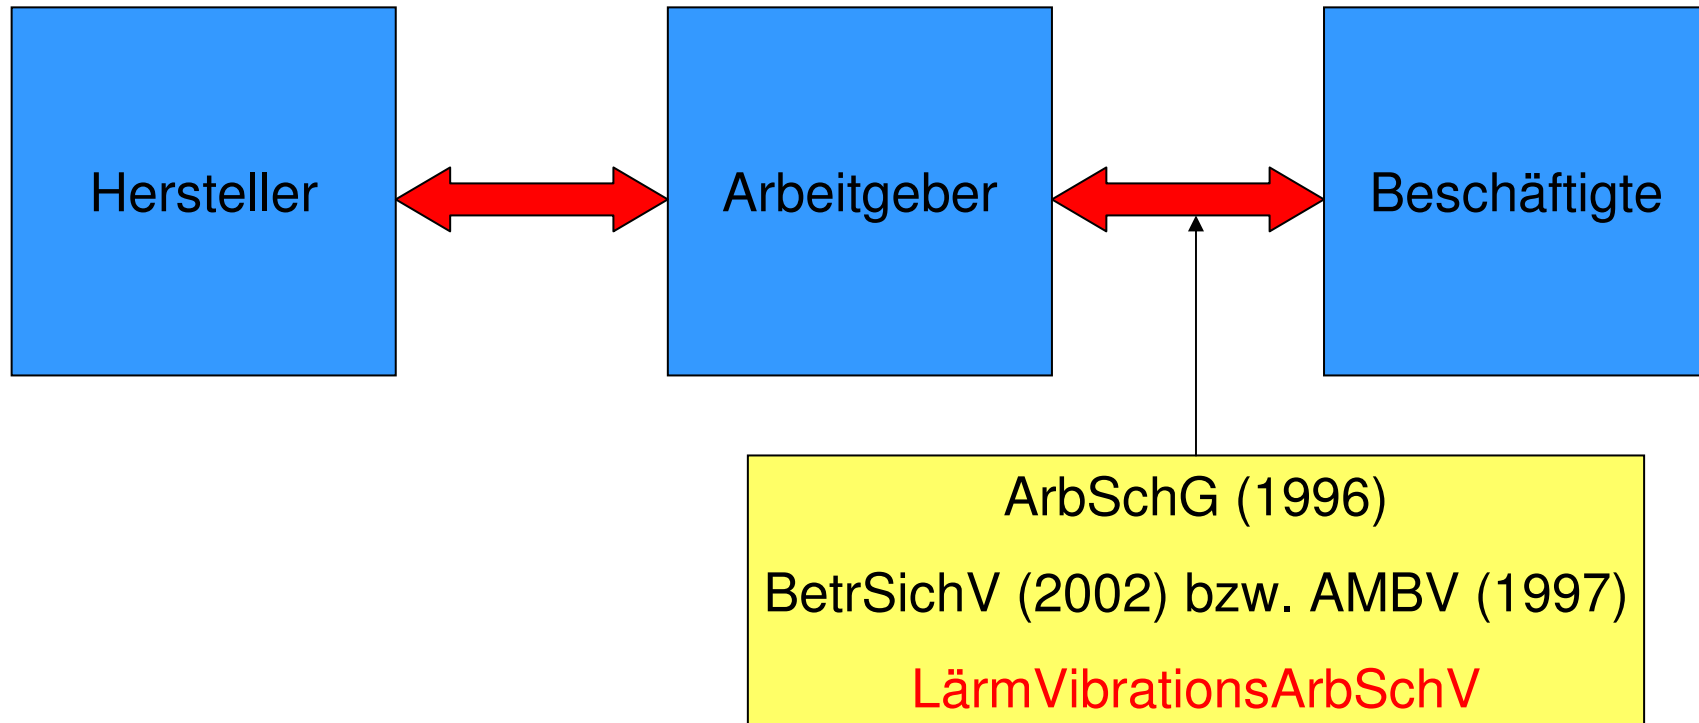 Hersteller
Arbeitgeber
Beschäftigte
ArbSchG (1996)
BetrSichV (2002) bzw. AMBV (1997)
LärmVibrationsArbSchV